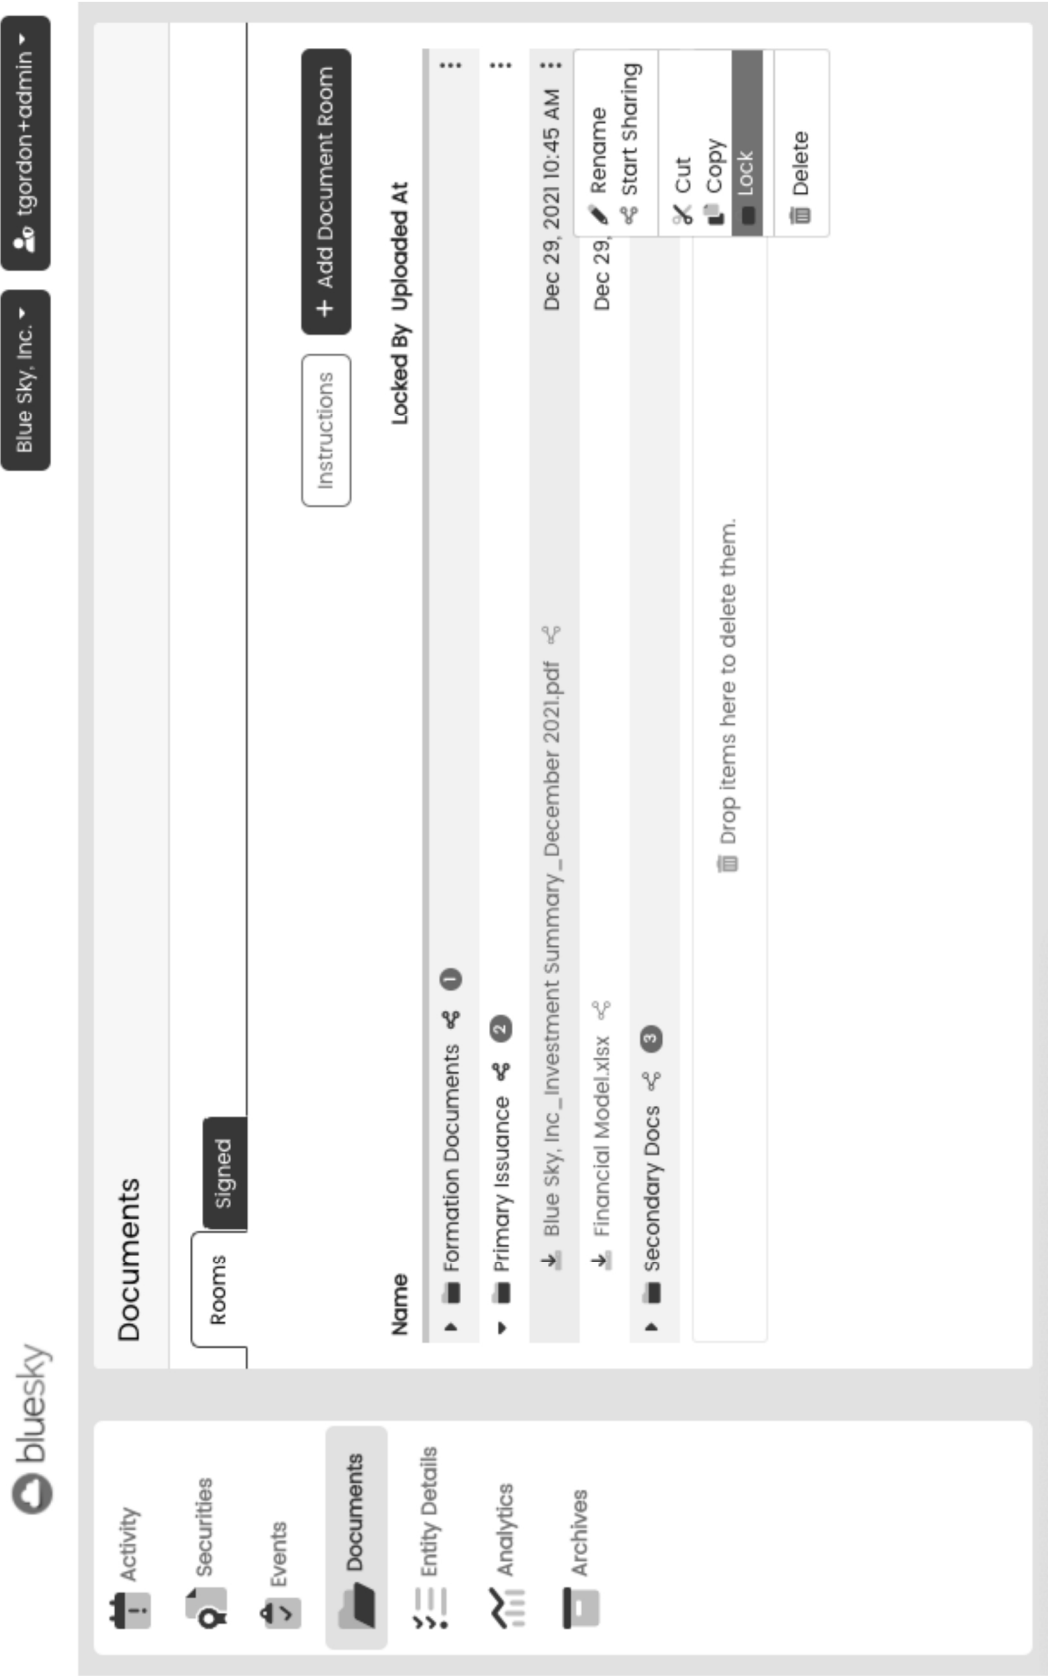 bluesky
Blue Sky, Inc.
tgordon+admin
Activity
Securities
Events
Documents
Entity Details
Analytics
Archives
Documents
Rooms
Signed
Instructions
+ Add Document Room
Name Locked By Uploaded At
Formation Documents 1
Primary Issuance 2
Blue Sky, Inc_Investment Summary_December 2021.pdf Dec 29, 2021 10:45 AM
Financial Model.xlsx Dec 29,
Secondary Docs 3
Rename
Start Sharing
Cut
Copy
Lock
Delete
Drop items here to delete them.